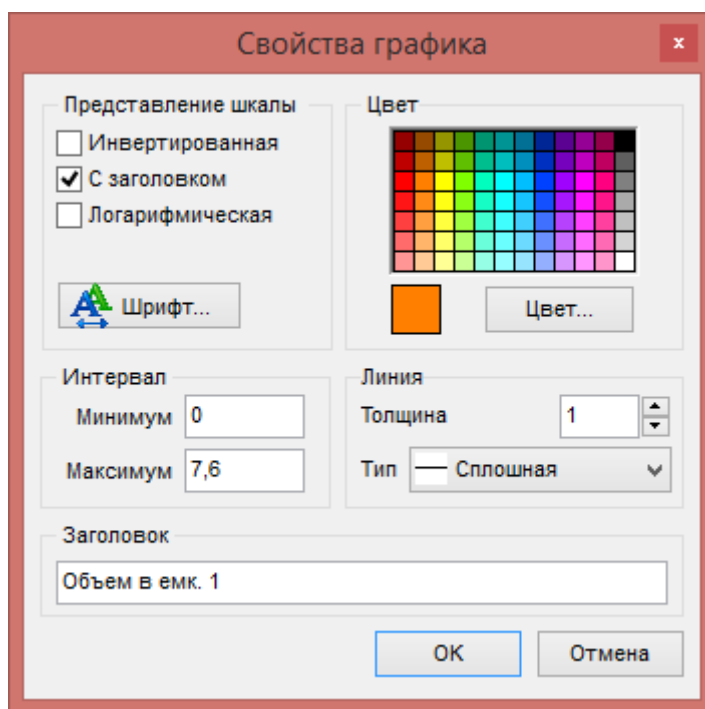 Свойства графика
x
Представление шкалы
Инвертированная
С заголовком
Логарифмическая
Шрифт...
Цвет
Цвет...
Интервал
Минимум 0
Максимум 7,6
Линия
Толщина 1
Тип Сплошная
Заголовок
Объем в емк. 1
OK
Отмена